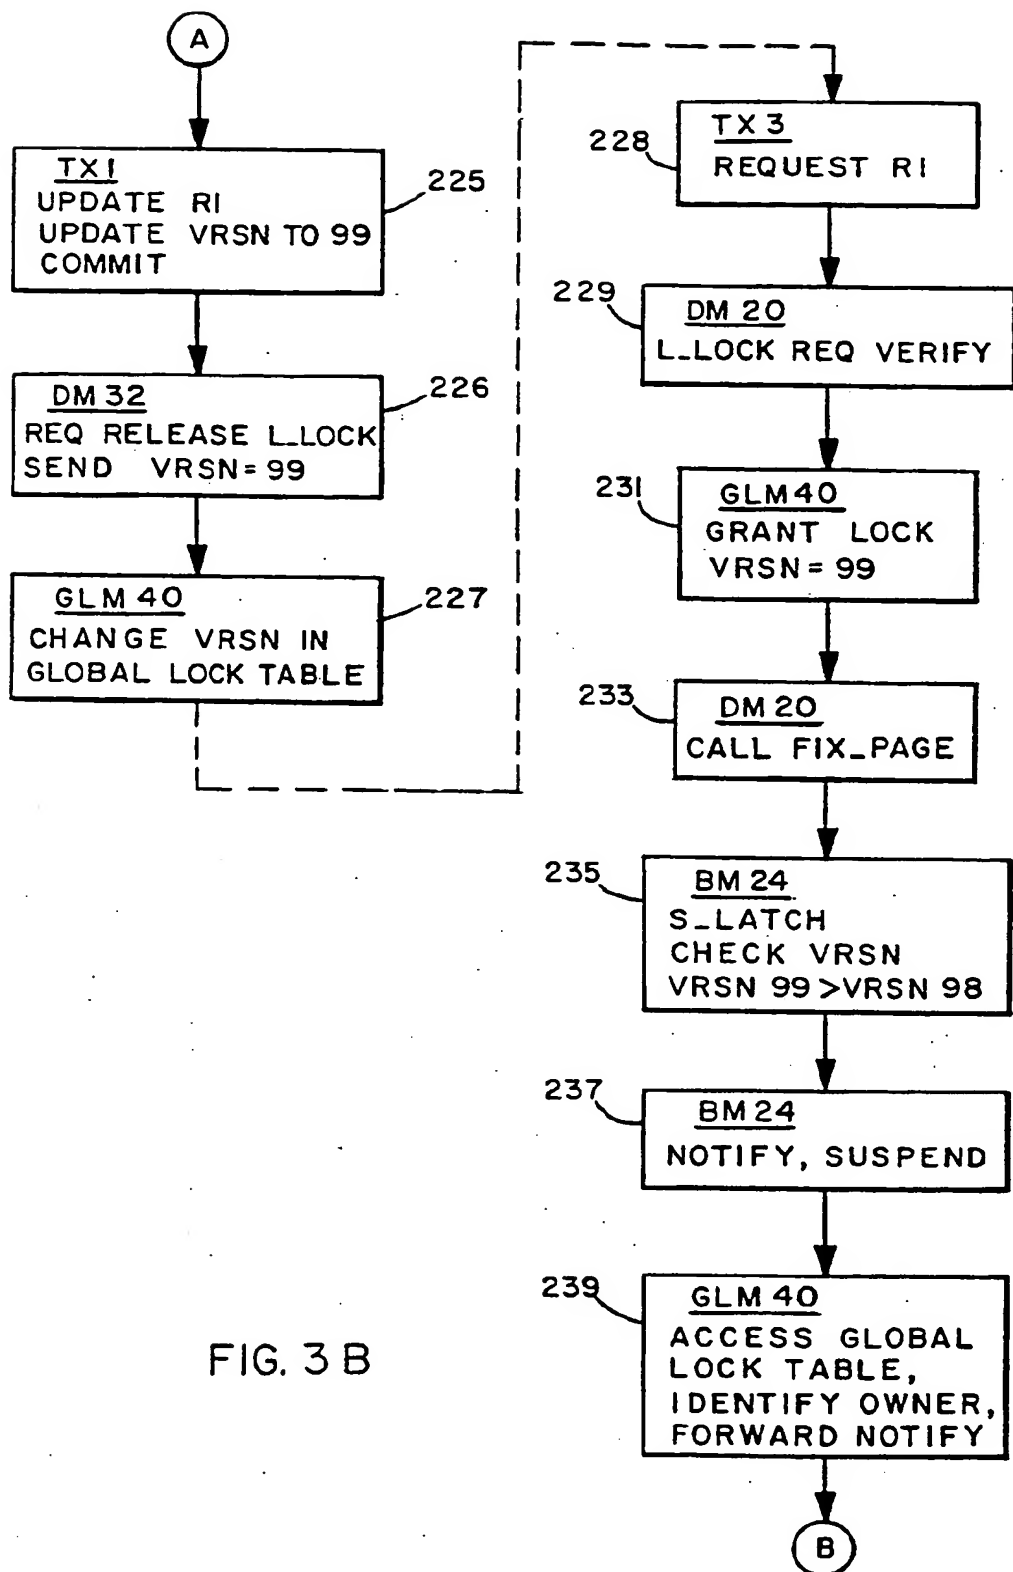 A
TX1
UPDATE R1
UPDATE VRSN TO 99
COMMIT
225
DM 32
REQ RELEASE L_LOCK
SEND VRSN = 99
226
GLM 40
CHANGE VRSN IN
GLOBAL LOCK TABLE
227
TX 3
REQUEST R1
228
DM 20
L_LOCK REQ VERIFY
229
GLM 40
GRANT LOCK
VRSN = 99
231
DM 20
CALL FIX_PAGE
233
BM 24
S_LATCH
CHECK VRSN
VRSN 99 > VRSN 98
235
BM 24
NOTIFY, SUSPEND
237
GLM 40
ACCESS GLOBAL
LOCK TABLE,
IDENTIFY OWNER,
FORWARD NOTIFY
239
B
FIG. 3 B